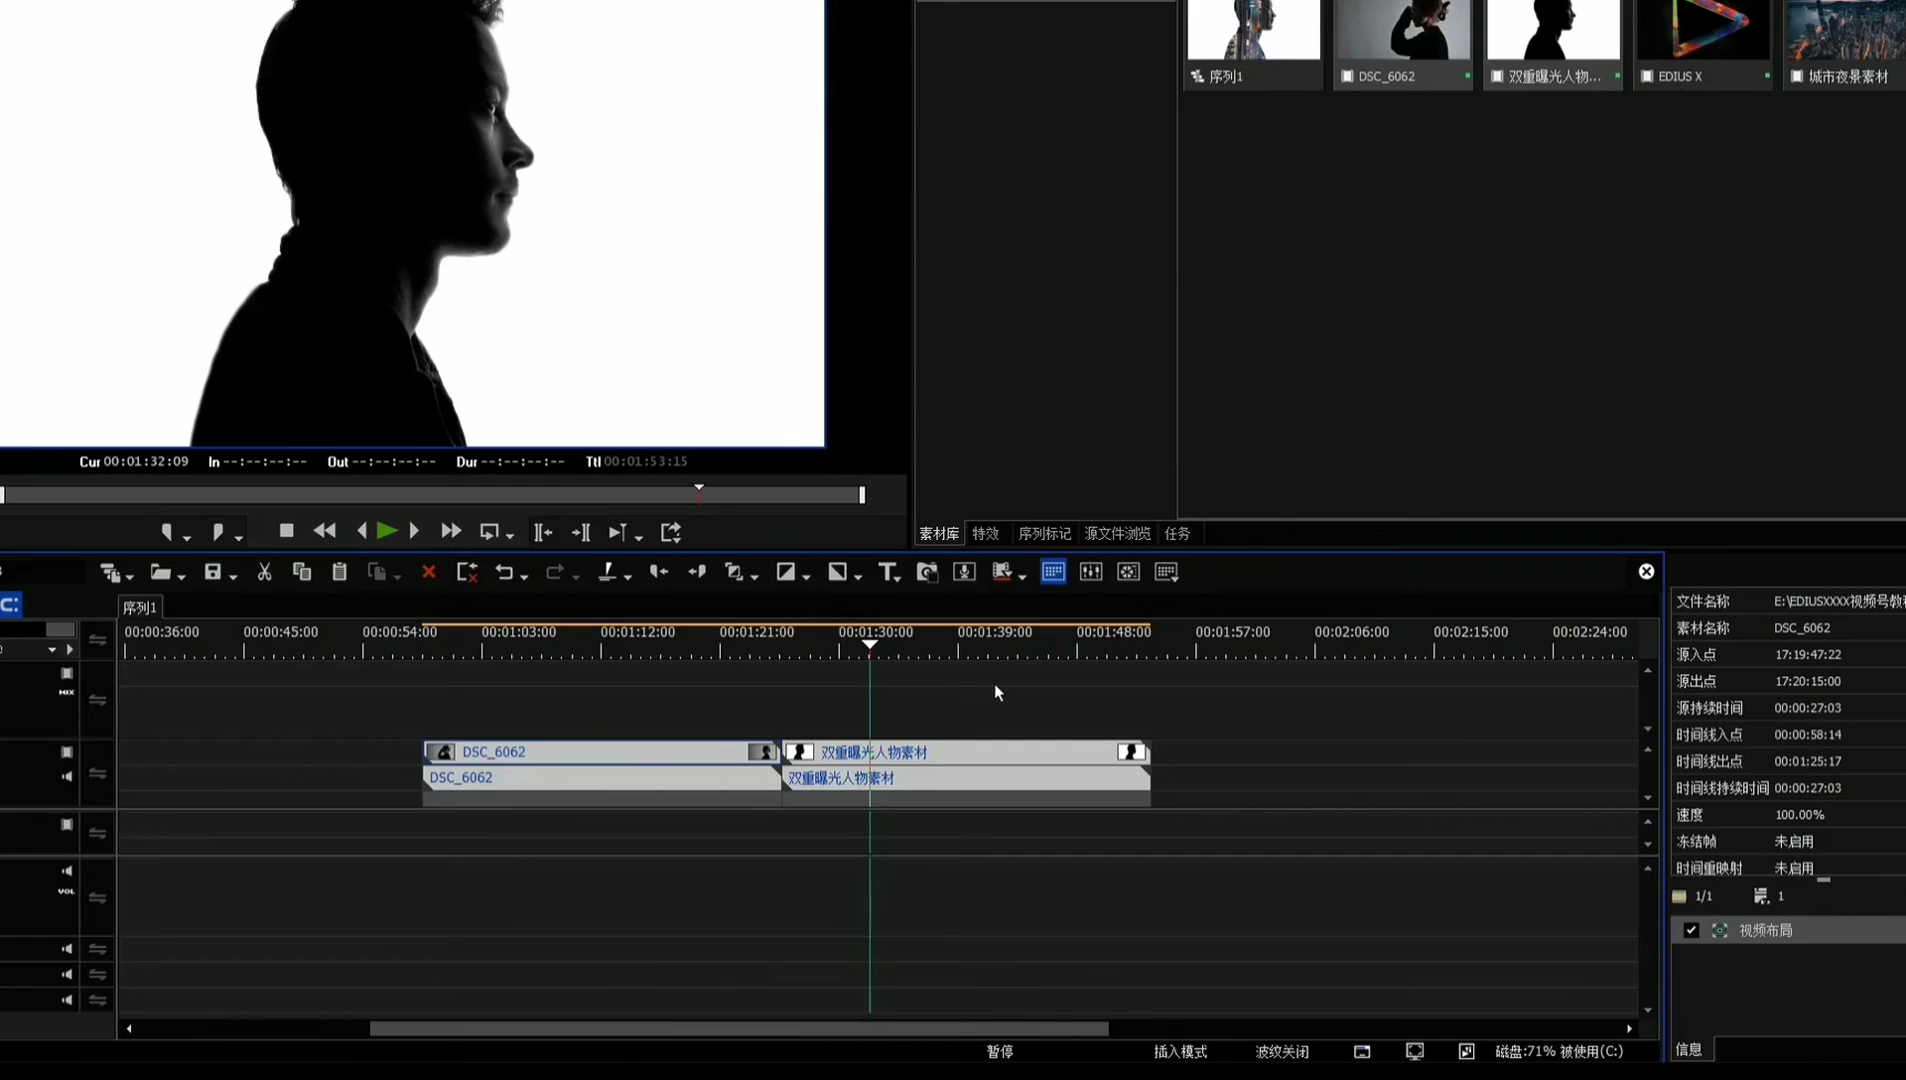 序列1
DSC_6062
双重曝光人物...
EDIUS X
城市夜景素材
Cur 00:01:32:09 In --:--:--:-- Out --:--:--:-- Dur --:--:--:-- Ttl 00:01:53:15
素材库 特效 序列标记 源文件浏览 任务
序列1
00:00:36:00 00:00:45:00 00:00:54:00 00:01:03:00 00:01:12:00 00:01:21:00 00:01:30:00 00:01:39:00 00:01:48:00 00:01:57:00 00:02:06:00 00:02:15:00 00:02:24:00
MIX
DSC_6062 双重曝光人物素材
DSC_6062 双重曝光人物素材
VOL
文件名称 E:\EDIUSXXXX视频号教
素材名称 DSC_6062
源入点 17:19:47:22
源出点 17:20:15:00
源持续时间 00:00:27:03
时间线入点 00:00:58:14
时间线出点 00:01:25:17
时间线持续时间 00:00:27:03
速度 100.00%
冻结帧 未启用
时间重映射 未启用
1/1 1
视频布局
信息
暂停 插入模式 波纹关闭 磁盘:71% 被使用(C:)